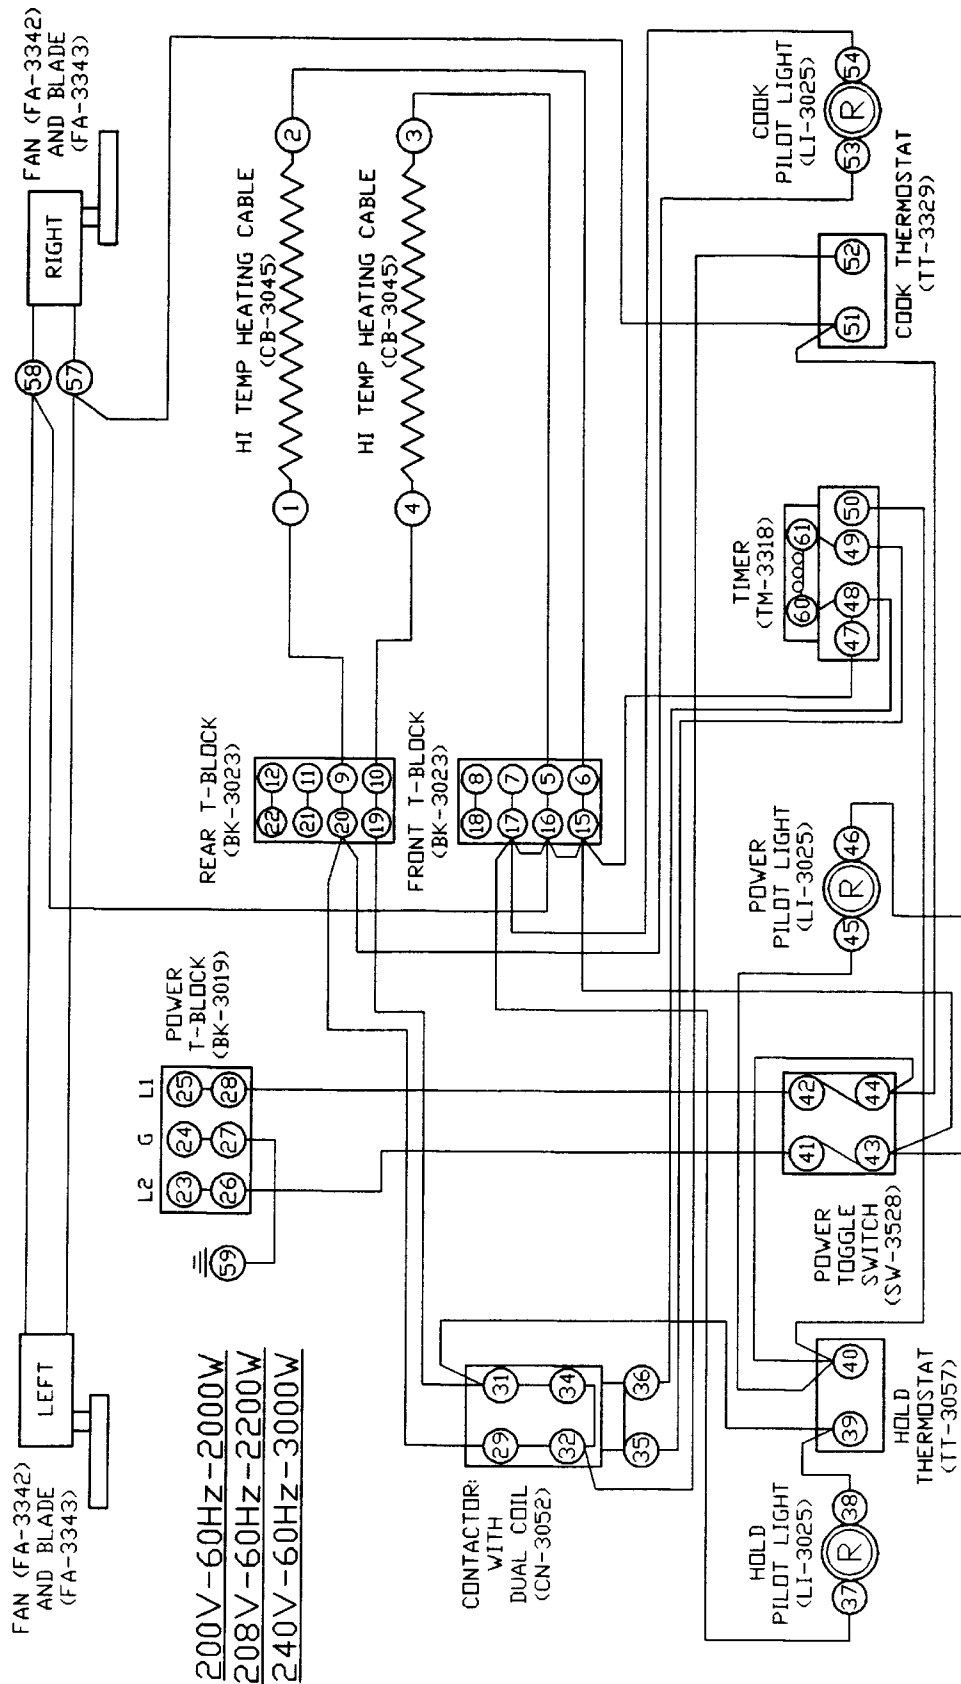 FAN (FA-3342)
AND BLADE
(FA-3343)
LEFT
FAN (FA-3342)
AND BLADE
(FA-3343)
RIGHT
58
57
200V-60Hz-2000W
208V-60Hz-2200W
240V-60Hz-3000W
L2
G
L1
POWER
T-BLOCK
(BK-3019)
23
24
25
26
27
28
59
REAR T-BLOCK
(BK-3023)
22
12
21
11
20
9
19
10
HI TEMP HEATING CABLE
(CB-3045)
1
2
HI TEMP HEATING CABLE
(CB-3045)
4
3
FRONT T-BLOCK
(BK-3023)
18
8
17
7
16
5
15
6
CONTACTOR:
WITH
DUAL COIL
(CN-3052)
29
31
32
34
35
36
HOLD
PILOT LIGHT
(LI-3025)
37
R
38
39
40
HOLD
THERMOSTAT
(TT-3057)
POWER
TOGGLE
SWITCH
(SW-3528)
41
42
43
44
POWER
PILOT LIGHT
(LI-3025)
45
R
46
TIMER
(TM-3318)
60
61
47
48
49
50
51
52
COOK THERMOSTAT
(TT-3329)
COOK
PILOT LIGHT
(LI-3025)
53
R
54